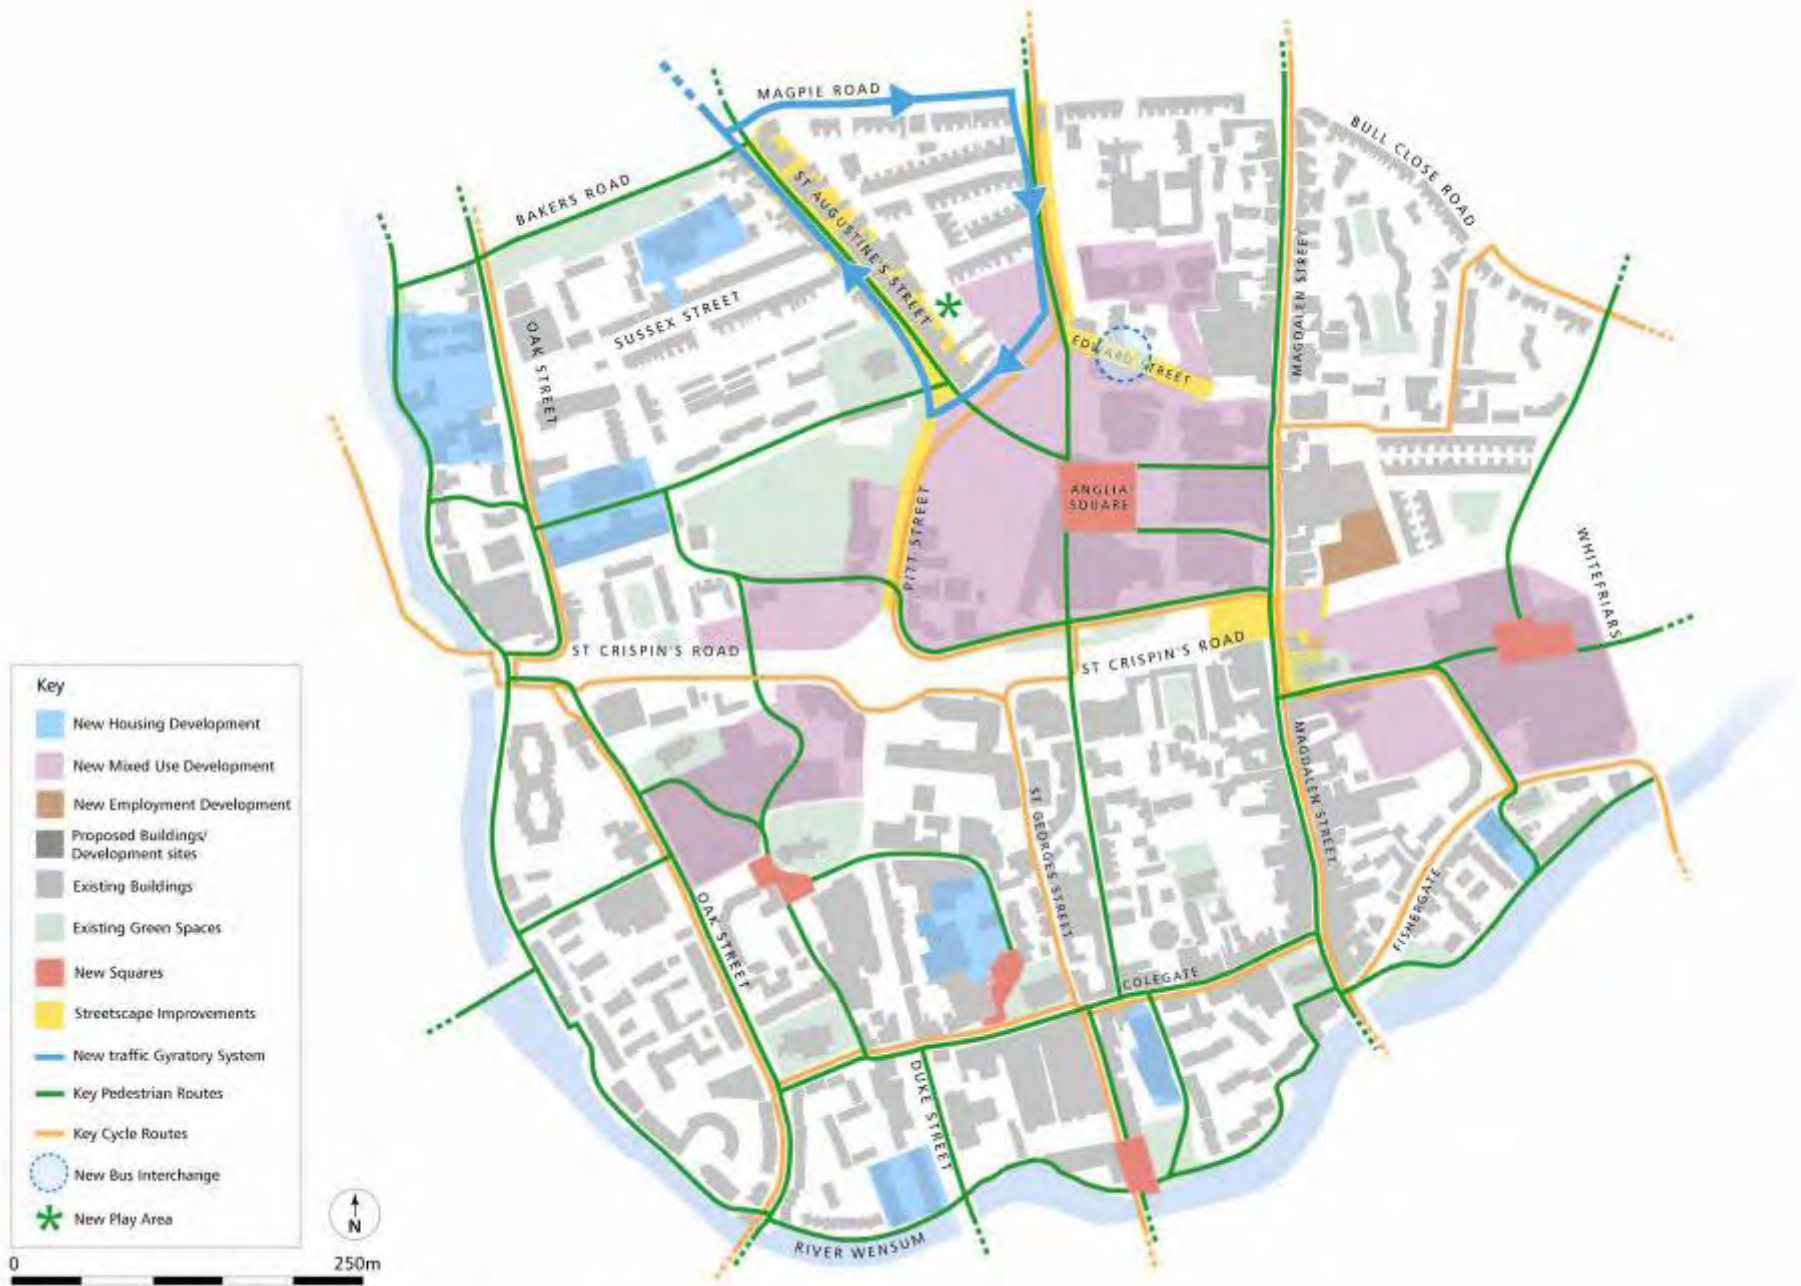 MAGPIE ROAD
BULL CLOSE ROAD
BAKERS ROAD
ST AUGUSTINE'S STREET
SUSSEX STREET
OAK STREET
MAGDALEN STREET
EDWARD STREET
ANGLIA
SQUARE
PITT STREET
WHITEFRIARS
ST CRISPIN'S ROAD
ST CRISPIN'S ROAD
MAGDALEN STREET
ST GEORGES STREET
OAK STREET
FISHERGATE
COLEGATE
DUKE STREET
RIVER WENSUM
Key
New Housing Development
New Mixed Use Development
New Employment Development
Proposed Buildings/
Development sites
Existing Buildings
Existing Green Spaces
New Squares
Streetscape Improvements
New traffic Gyratory System
Key Pedestrian Routes
Key Cycle Routes
New Bus Interchange
New Play Area
N
0 250m